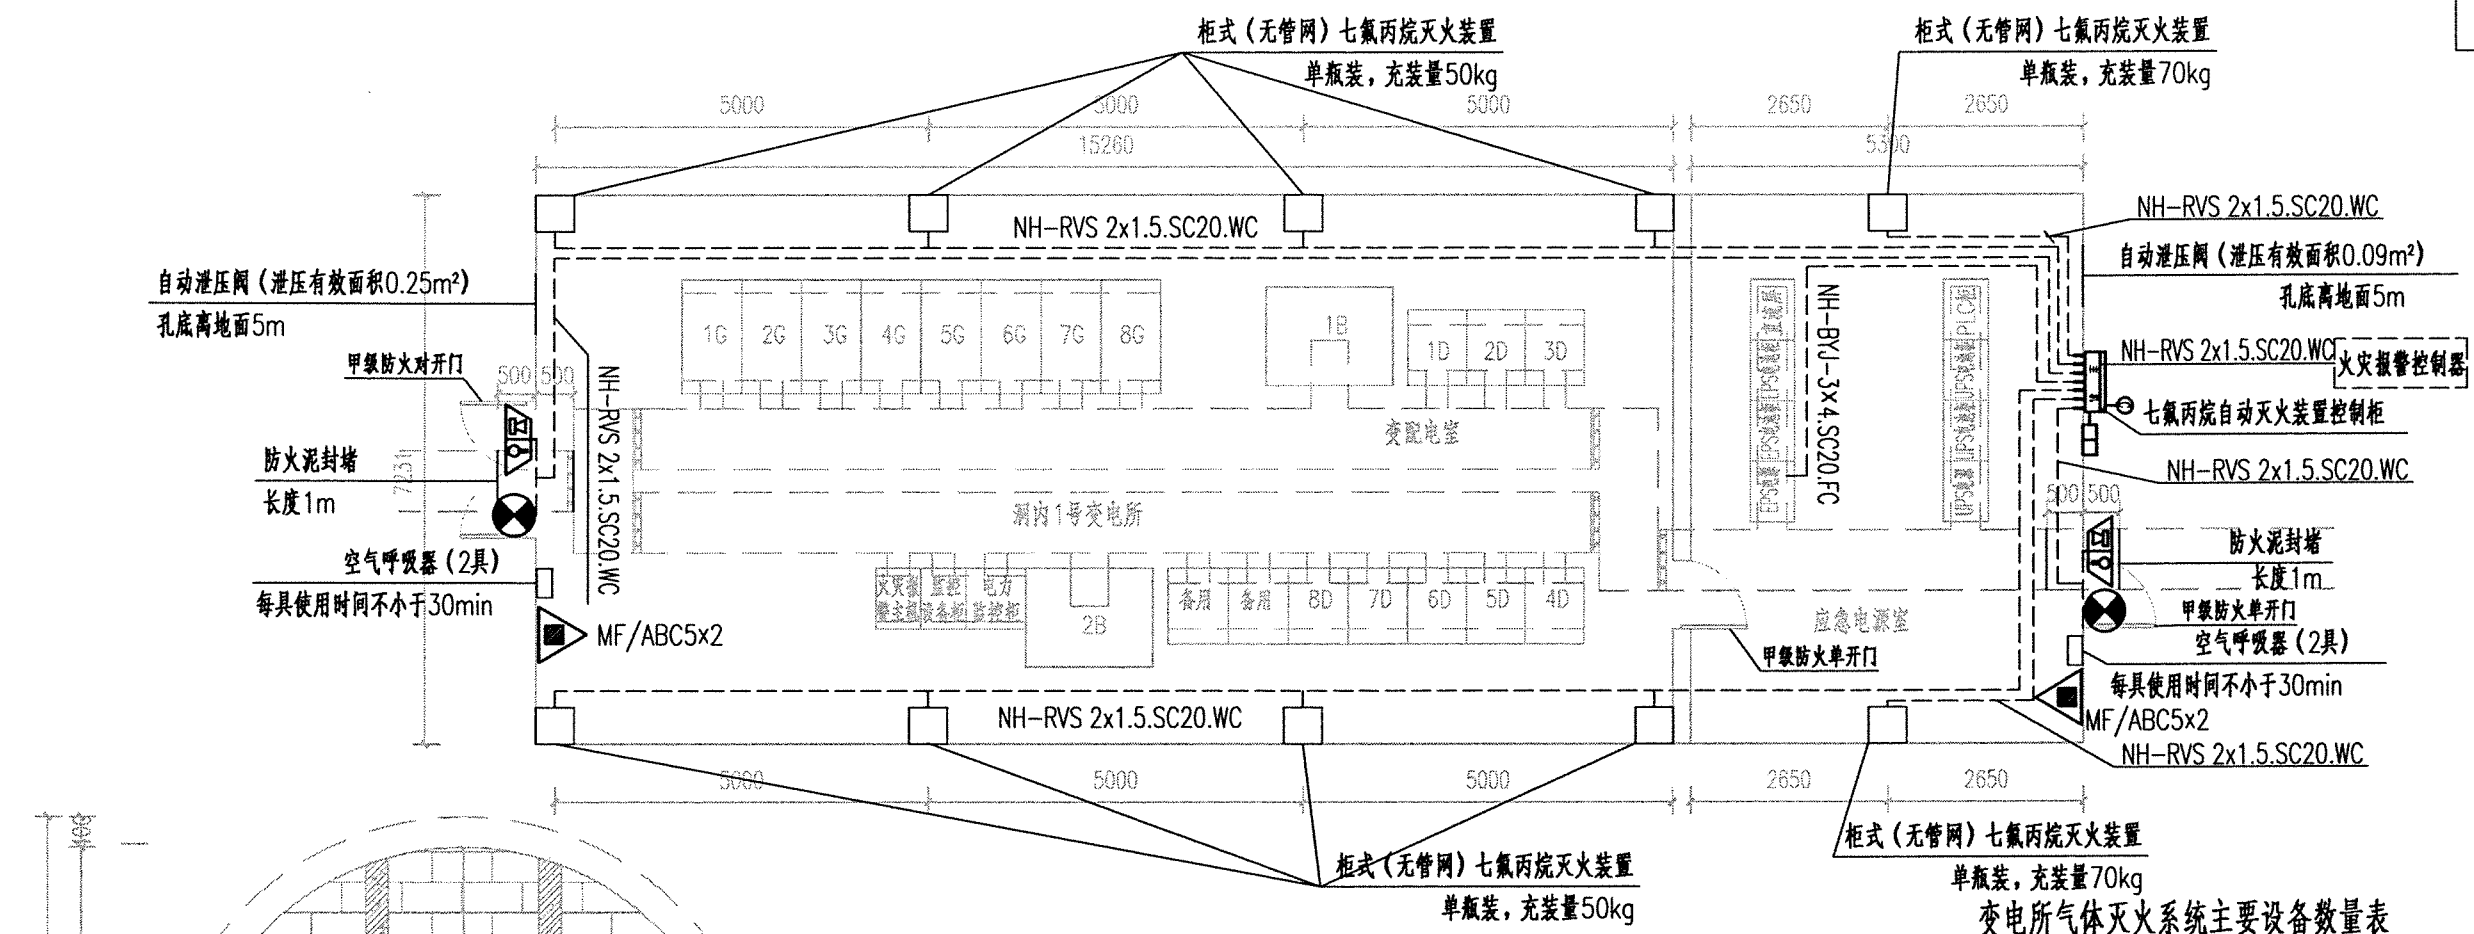 柜式（无管网）七氟丙烷灭火装置
单瓶装，充装量50kg
柜式（无管网）七氟丙烷灭火装置
单瓶装，充装量70kg
5000
5000
5000
2650
2650
15260
5300
NH-RVS 2x1.5.SC20.WC
NH-RVS 2x1.5.SC20.WC
自动泄压阀（泄压有效面积0.25m²）
孔底离地面5m
自动泄压阀（泄压有效面积0.09m²）
孔底离地面5m
甲级防火对开门
500
500
1G
2G
3G
4G
5G
6G
7G
8G
1B
1D
2D
3D
NH-RVS 2x1.5.SC20.WC
NH-BYJ-3x4.SC20.FC
PLC柜
NH-RVS 2x1.5.SC20.WC
火灾报警控制器
七氟丙烷自动灭火装置控制柜
变配电室
防火泥封堵
长度1m
7231
NH-RVS 2x1.5.SC20.WC
500
500
洞内1号变电所
防火泥封堵
长度1m
空气呼吸器（2具）
每具使用时间不小于30min
监控
设备柜
电力
监控柜
2B
备用
备用
8D
7D
6D
5D
4D
应急电源室
甲级防火单开门
甲级防火单开门
空气呼吸器（2具）
每具使用时间不小于30min
MF/ABC5x2
MF/ABC5x2
NH-RVS 2x1.5.SC20.WC
NH-RVS 2x1.5.SC20.WC
5000
5000
5000
2650
2650
柜式（无管网）七氟丙烷灭火装置
单瓶装，充装量50kg
柜式（无管网）七氟丙烷灭火装置
单瓶装，充装量70kg
变电所气体灭火系统主要设备数量表